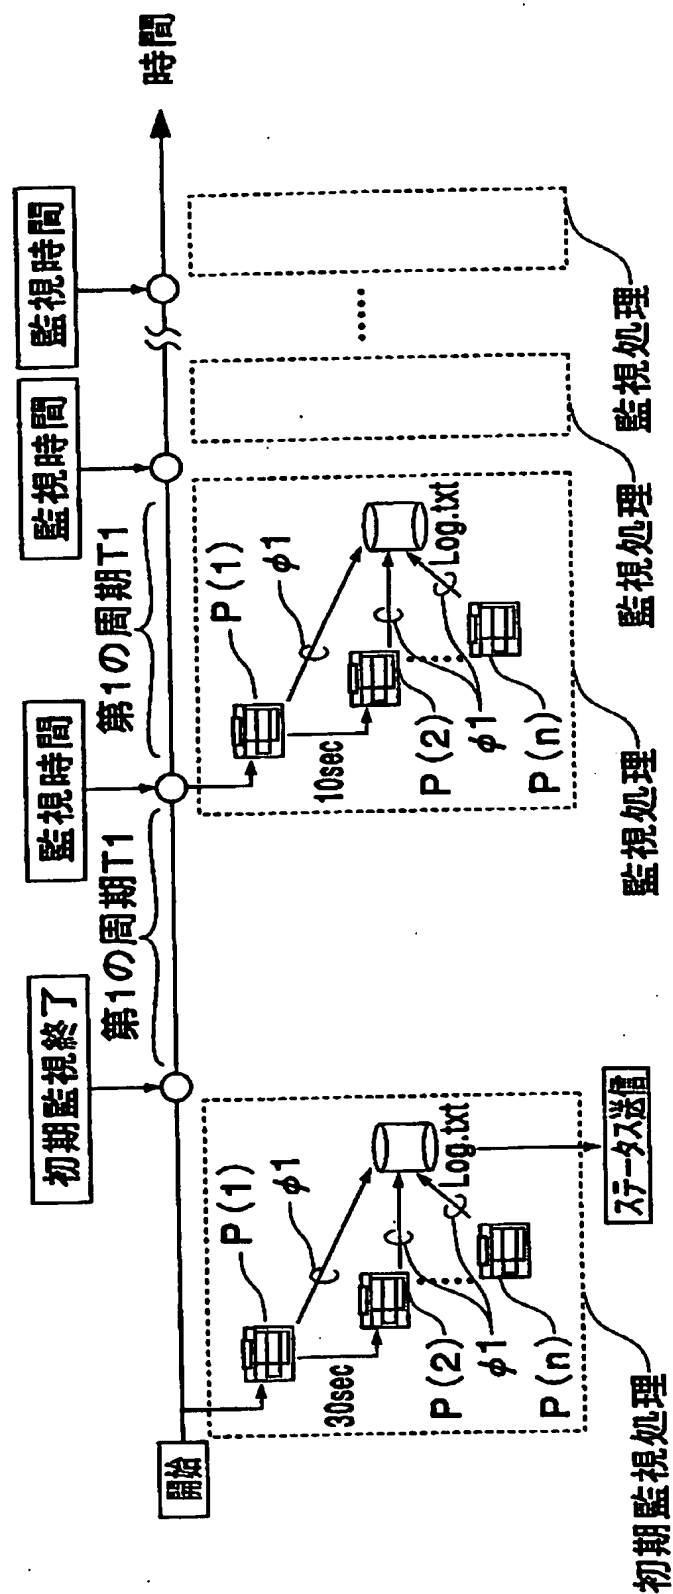 開始
初期監視終了
監視時間
監視時間
監視時間
時間
第1の周期T1
第1の周期T1
P(1)
φ1
30sec
Log.txt
P(2)
φ1
P(n)
ステータス送信
初期監視処理
P(1)
φ1
10sec
Log.txt
P(2)
φ1
P(n)
監視処理
監視処理
監視処理